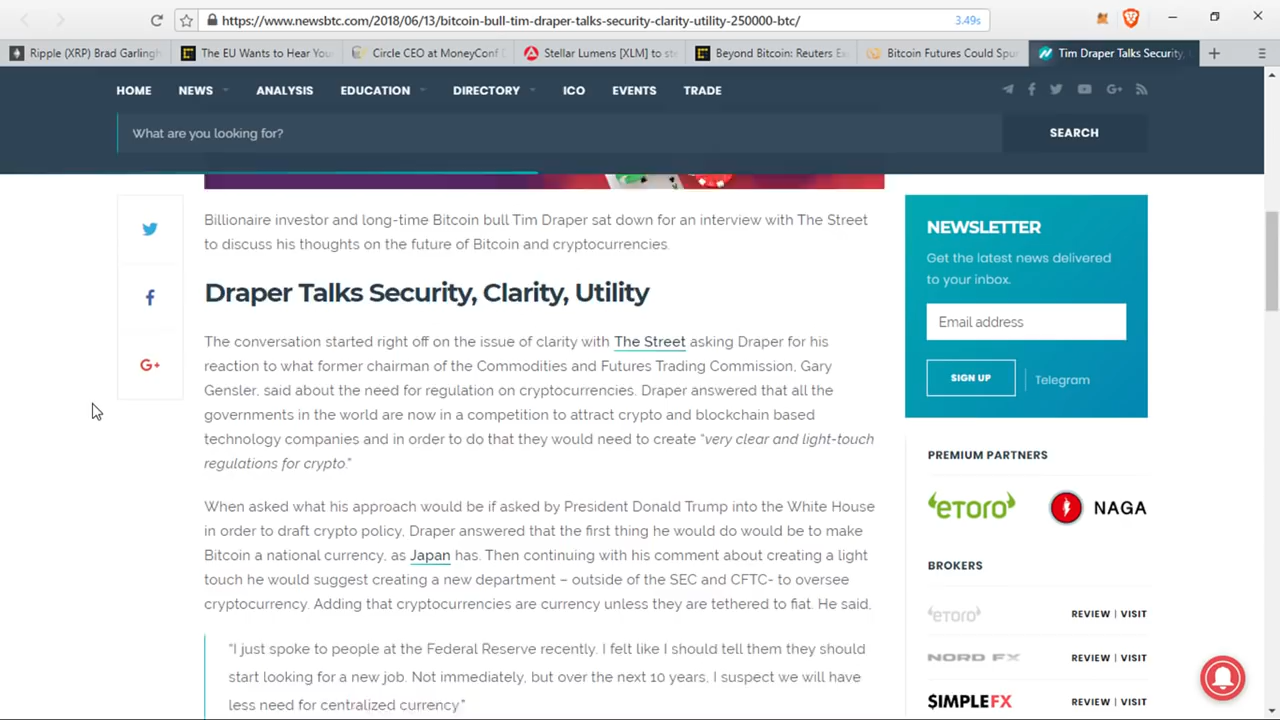 https://www.newsbtc.com/2018/06/13/bitcoin-bull-tim-draper-talks-security-clarity-utility-250000-btc/
3.49s
Ripple (XRP) Brad Garlingh
The EU Wants to Hear You
Circle CEO at MoneyConf
Stellar Lumens [XLM] to st
Beyond Bitcoin: Reuters Ex
Bitcoin Futures Could Spu
Tim Draper Talks Security,
HOME NEWS ANALYSIS EDUCATION DIRECTORY ICO EVENTS TRADE
What are you looking for?
SEARCH
Billionaire investor and long-time Bitcoin bull Tim Draper sat down for an interview with The Street
to discuss his thoughts on the future of Bitcoin and cryptocurrencies.
Draper Talks Security, Clarity, Utility
The conversation started right off on the issue of clarity with The Street asking Draper for his
reaction to what former chairman of the Commodities and Futures Trading Commission, Gary
Gensler, said about the need for regulation on cryptocurrencies. Draper answered that all the
governments in the world are now in a competition to attract crypto and blockchain based
technology companies and in order to do that they would need to create “very clear and light-touch
regulations for crypto.”
When asked what his approach would be if asked by President Donald Trump into the White House
in order to draft crypto policy, Draper answered that the first thing he would do would be to make
Bitcoin a national currency, as Japan has. Then continuing with his comment about creating a light
touch he would suggest creating a new department – outside of the SEC and CFTC- to oversee
cryptocurrency. Adding that cryptocurrencies are currency unless they are tethered to fiat. He said,
“I just spoke to people at the Federal Reserve recently. I felt like I should tell them they should
start looking for a new job. Not immediately, but over the next 10 years, I suspect we will have
less need for centralized currency”
G+
NEWSLETTER
Get the latest news delivered
to your inbox.
Email address
SIGN UP
Telegram
PREMIUM PARTNERS
eToro
NAGA
BROKERS
eToro REVIEW | VISIT
NORD FX REVIEW | VISIT
$IMPLEFX REVIEW | VISIT